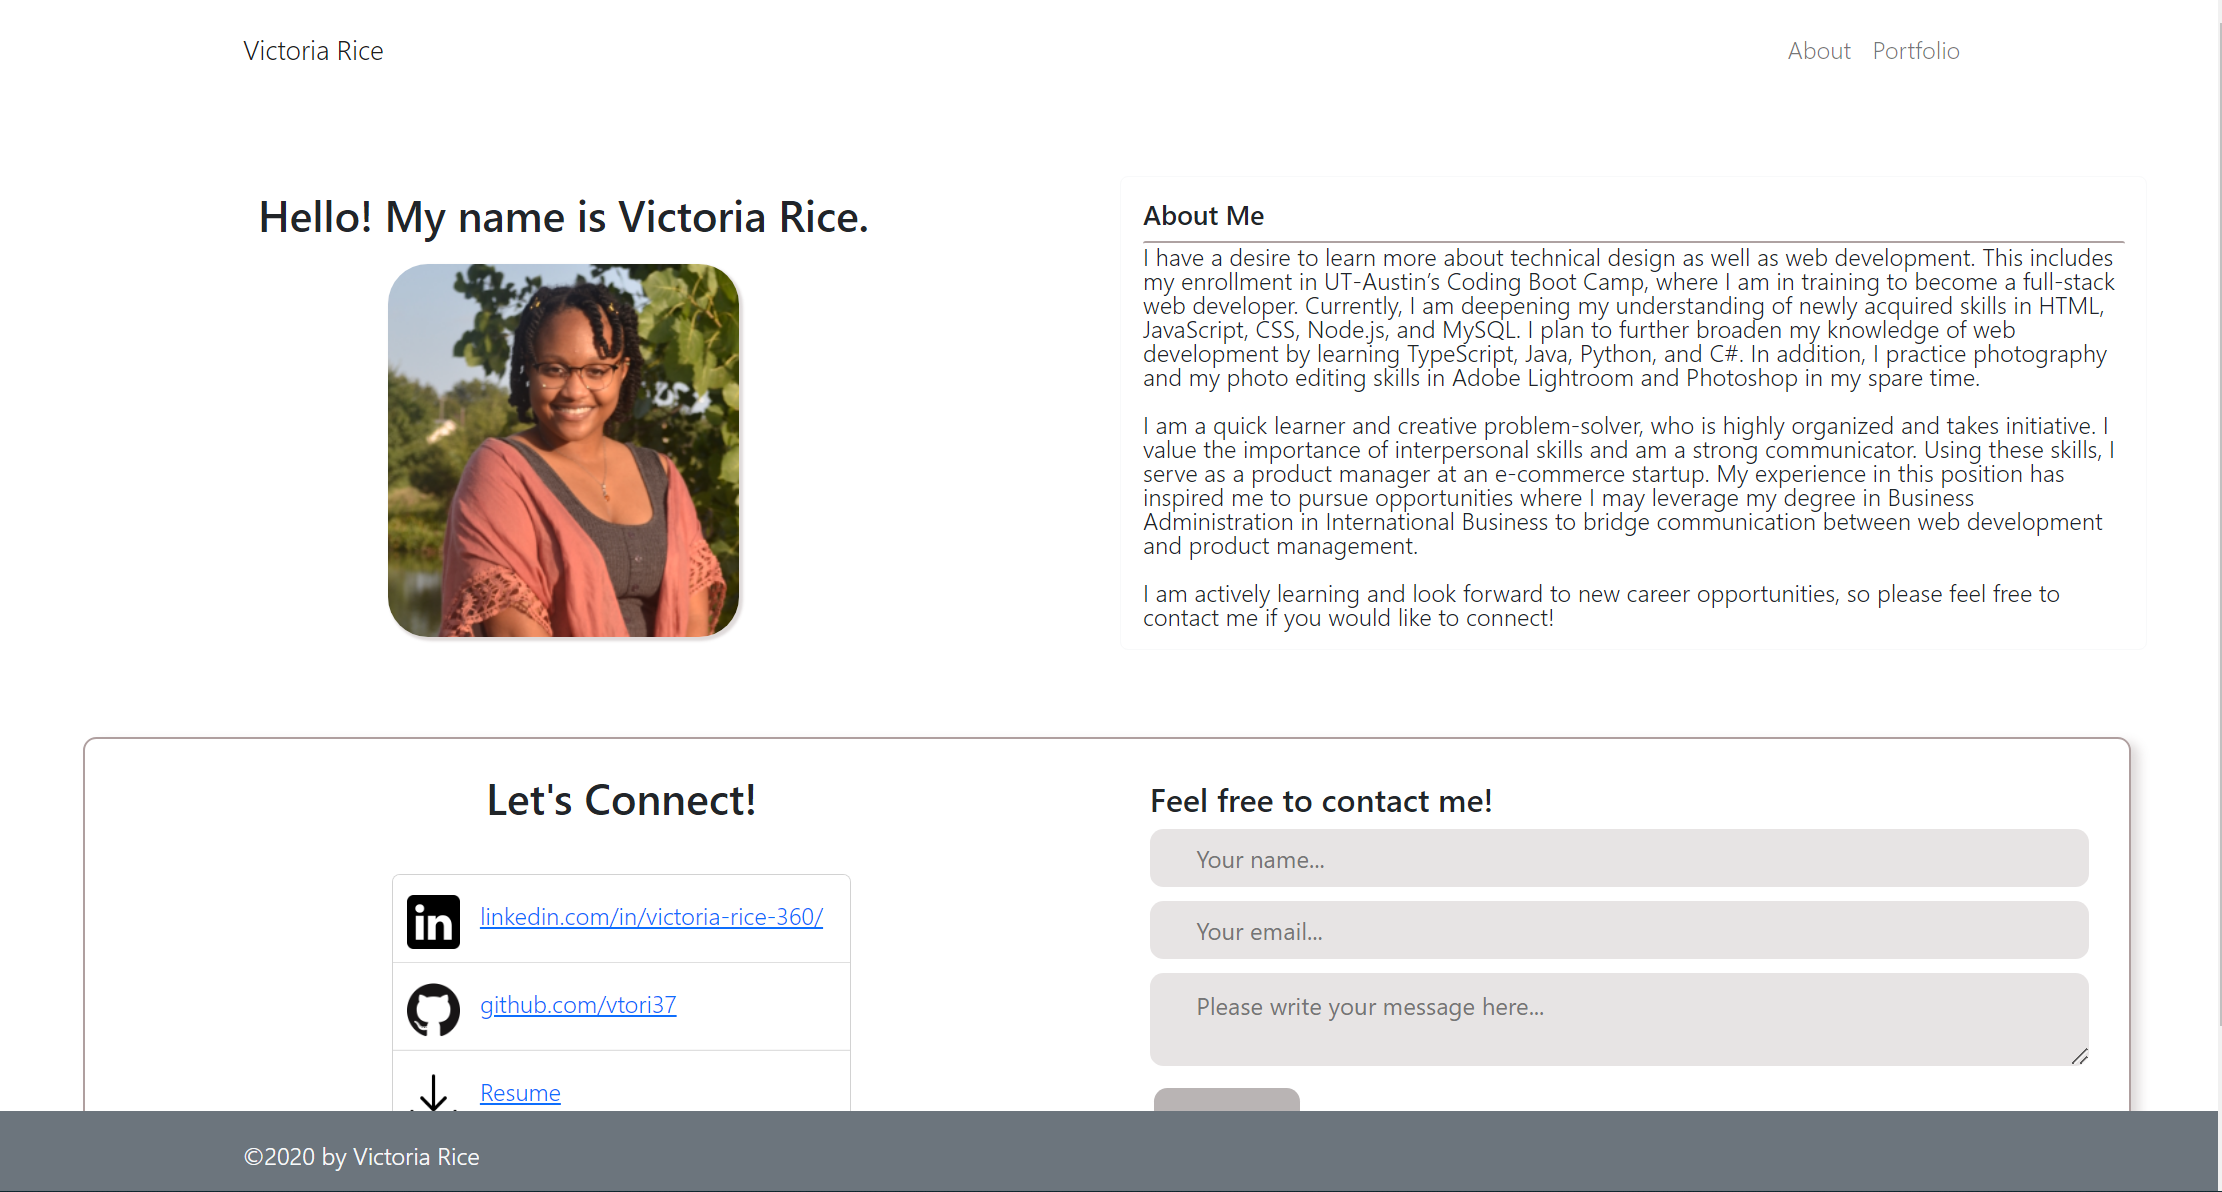 Victoria Rice
About Portfolio
Hello! My name is Victoria Rice.
About Me
I have a desire to learn more about technical design as well as web development. This includes
my enrollment in UT-Austin’s Coding Boot Camp, where I am in training to become a full-stack
web developer. Currently, I am deepening my understanding of newly acquired skills in HTML,
JavaScript, CSS, Node.js, and MySQL. I plan to further broaden my knowledge of web
development by learning TypeScript, Java, Python, and C#. In addition, I practice photography
and my photo editing skills in Adobe Lightroom and Photoshop in my spare time.
I am a quick learner and creative problem-solver, who is highly organized and takes initiative. I
value the importance of interpersonal skills and am a strong communicator. Using these skills, I
serve as a product manager at an e-commerce startup. My experience in this position has
inspired me to pursue opportunities where I may leverage my degree in Business
Administration in International Business to bridge communication between web development
and product management.
I am actively learning and look forward to new career opportunities, so please feel free to
contact me if you would like to connect!
Let's Connect!
in
linkedin.com/in/victoria-rice-360/
github.com/vtori37
Resume
Feel free to contact me!
Your name...
Your email...
Please write your message here...
©2020 by Victoria Rice